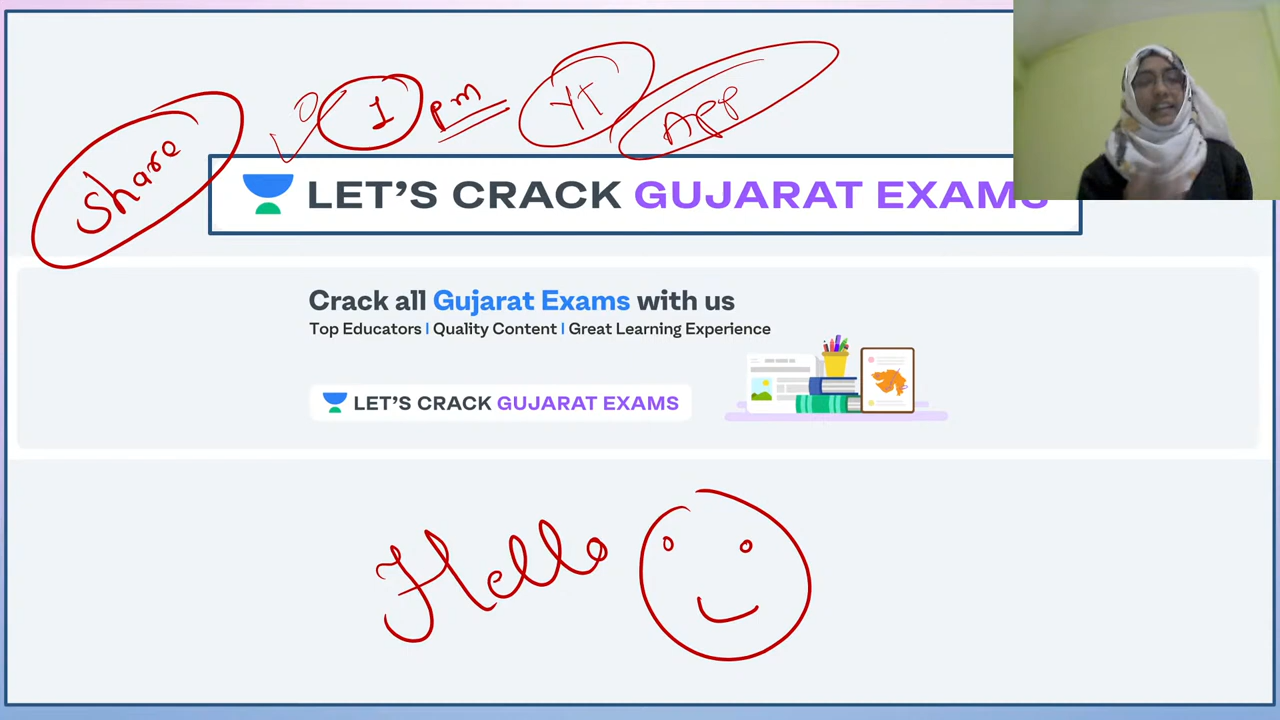 Share 1 pm YT APP
LET'S CRACK GUJARAT EXAMS
Crack all Gujarat Exams with us
Top Educators | Quality Content | Great Learning Experience
LET'S CRACK GUJARAT EXAMS
Hello